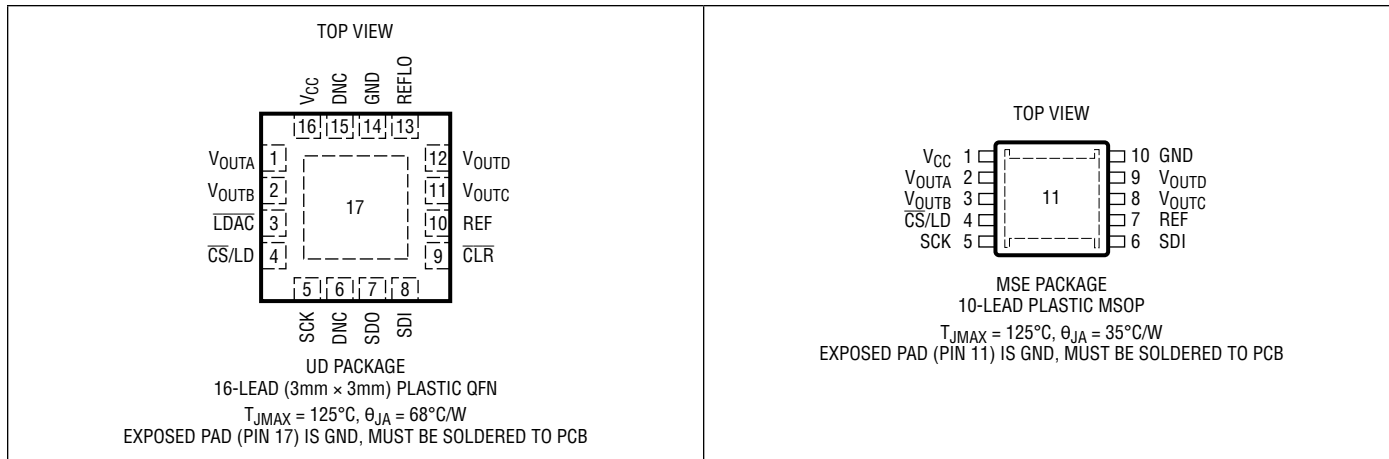 TOP VIEW
VCC DNC GND REFLO
16 15 14 13
VOUTA 1
VOUTB 2
LDAC 3
CS/LD 4
12 VOUTD
11 VOUTC
10 REF
9 CLR
17
5 6 7 8
SCK DNC SDO SDI
UD PACKAGE
16-LEAD (3mm × 3mm) PLASTIC QFN
TJMAX = 125°C, θJA = 68°C/W
EXPOSED PAD (PIN 17) IS GND, MUST BE SOLDERED TO PCB
TOP VIEW
VCC 1
VOUTA 2
VOUTB 3
CS/LD 4
SCK 5
11
10 GND
9 VOUTD
8 VOUTC
7 REF
6 SDI
MSE PACKAGE
10-LEAD PLASTIC MSOP
TJMAX = 125°C, θJA = 35°C/W
EXPOSED PAD (PIN 11) IS GND, MUST BE SOLDERED TO PCB